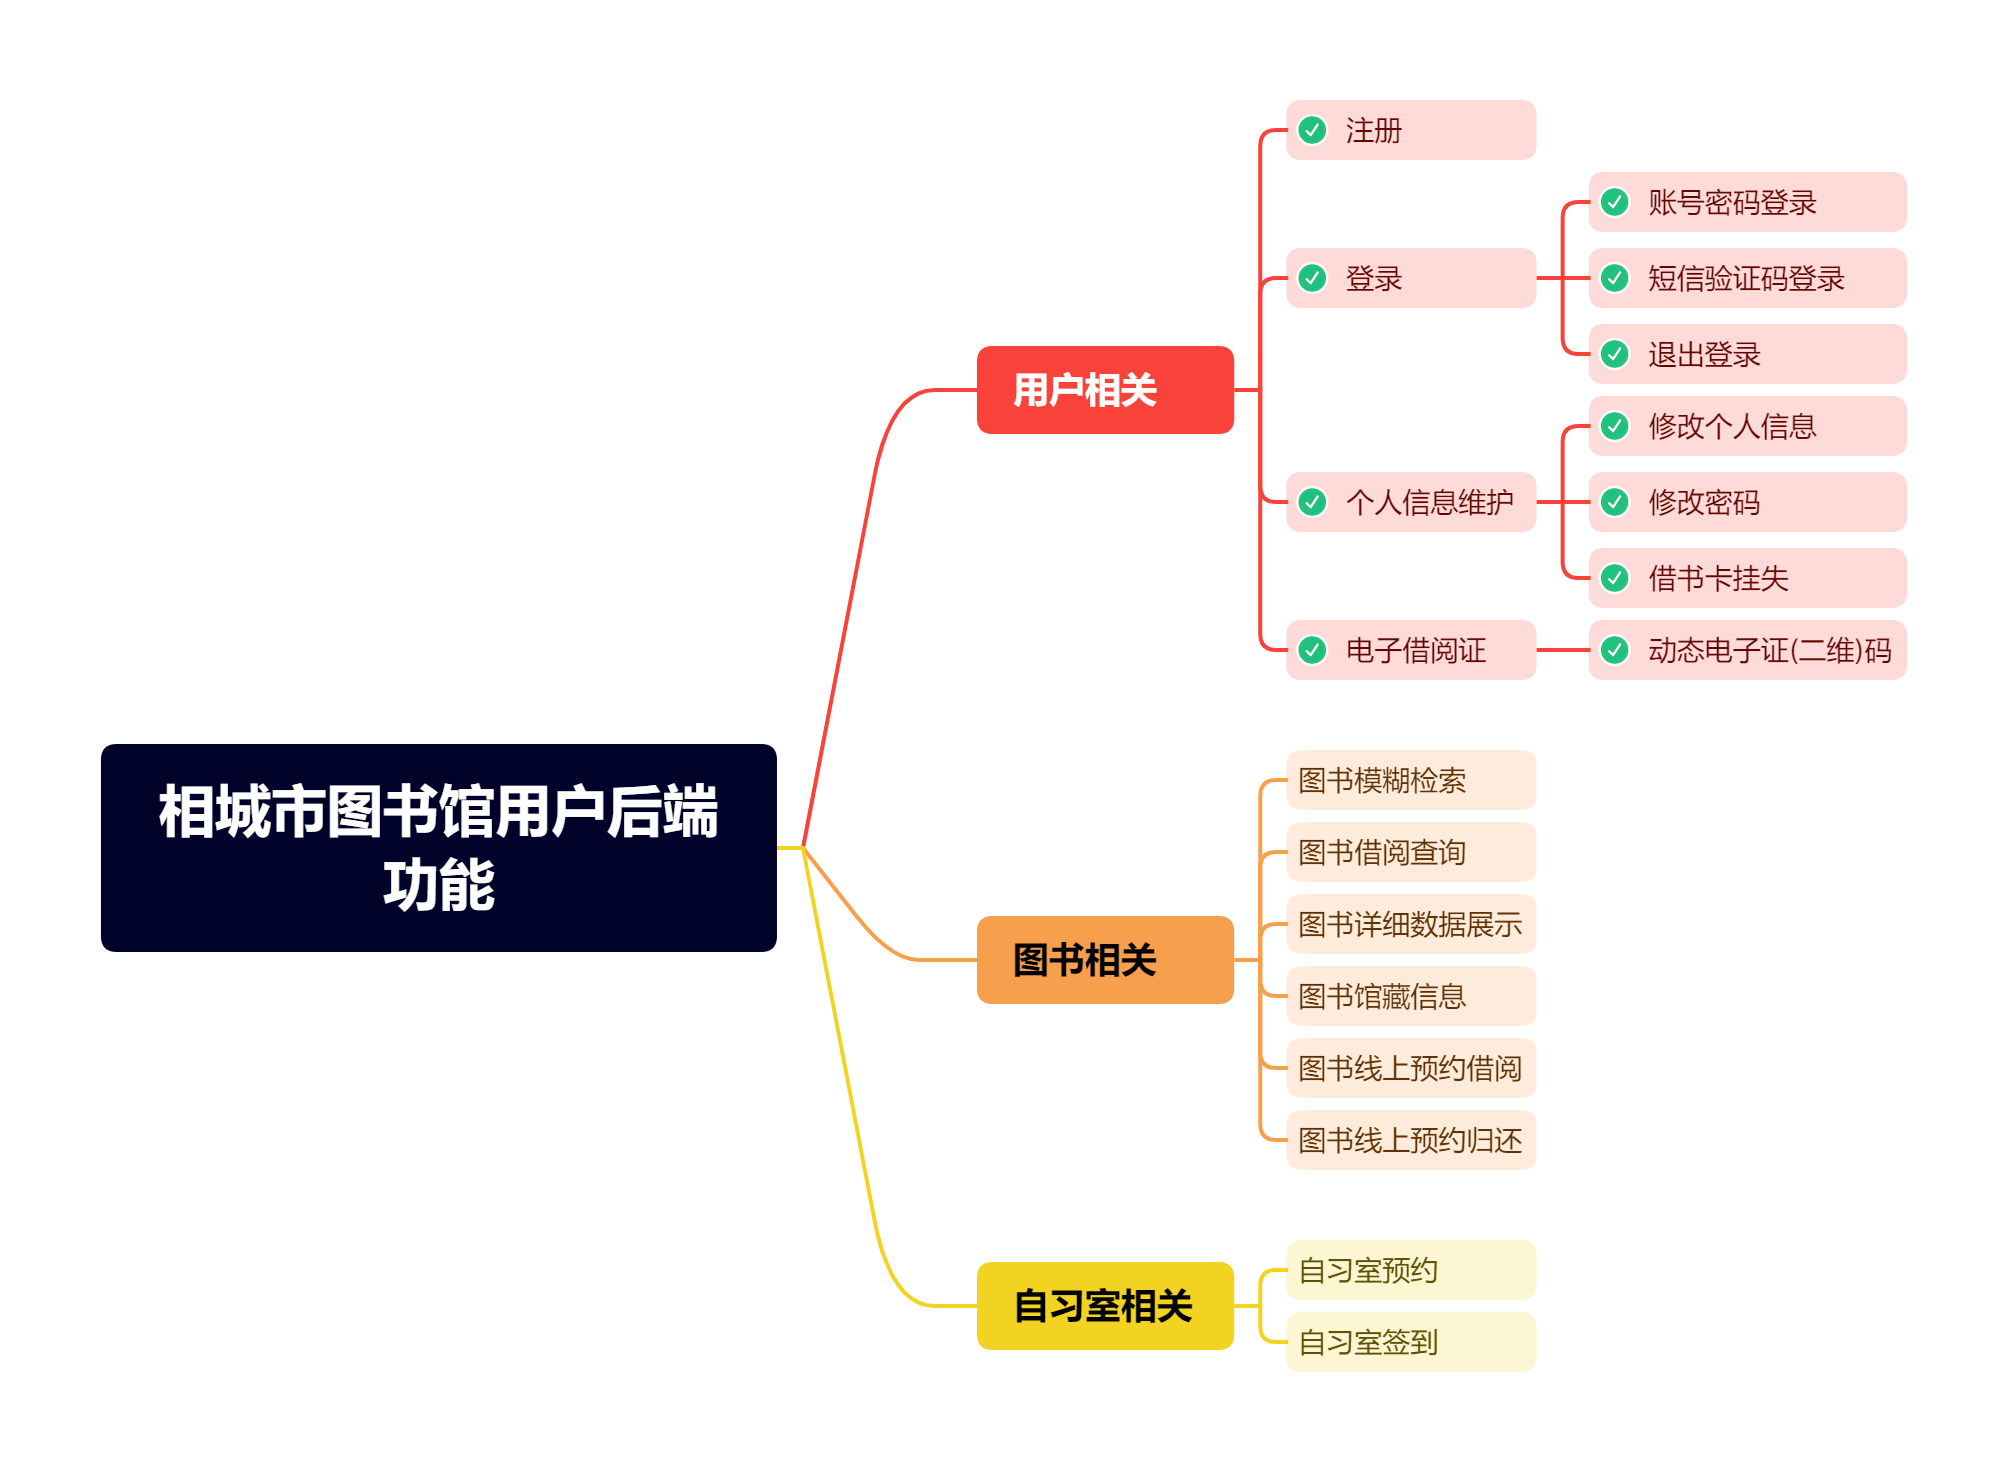 相城市图书馆用户后端
功能
用户相关
注册
登录
账号密码登录
短信验证码登录
退出登录
个人信息维护
修改个人信息
修改密码
借书卡挂失
电子借阅证
动态电子证(二维)码
图书相关
图书模糊检索
图书借阅查询
图书详细数据展示
图书馆藏信息
图书线上预约借阅
图书线上预约归还
自习室相关
自习室预约
自习室签到